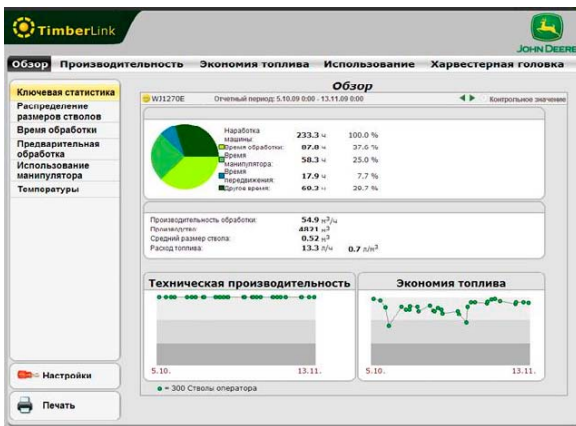 TimberLink
JOHN DEERE
Обзор Производительность Экономия топлива Использование Харвестерная головка
Ключевая статистика
Распределение
размеров стволов
Время обработки
Предварительная
обработка
Использование
манипулятора
Температуры
Настройки
Печать
Обзор
WJ1270E Отчетный период: 5.10.09 0:00 - 13.11.09 0:00 Контрольное значение
Наработка
машины: 233.3 ч 100.0 %
Время обработки: 87.8 ч 37.6 %
Время
манипулятора: 58.3 ч 25.0 %
Время
передвижения: 17.9 ч 7.7 %
Другое время: 69.2 ч 29.7 %
Производительность обработки: 54.9 м³/ч
Производство: 4821 м³
Средний размер ствола: 0.52 м³
Расход топлива: 13.3 л/ч 0.7 л/м³
Техническая производительность
5.10. 13.11.
Экономия топлива
5.10. 13.11.
= 300 Стволы оператора